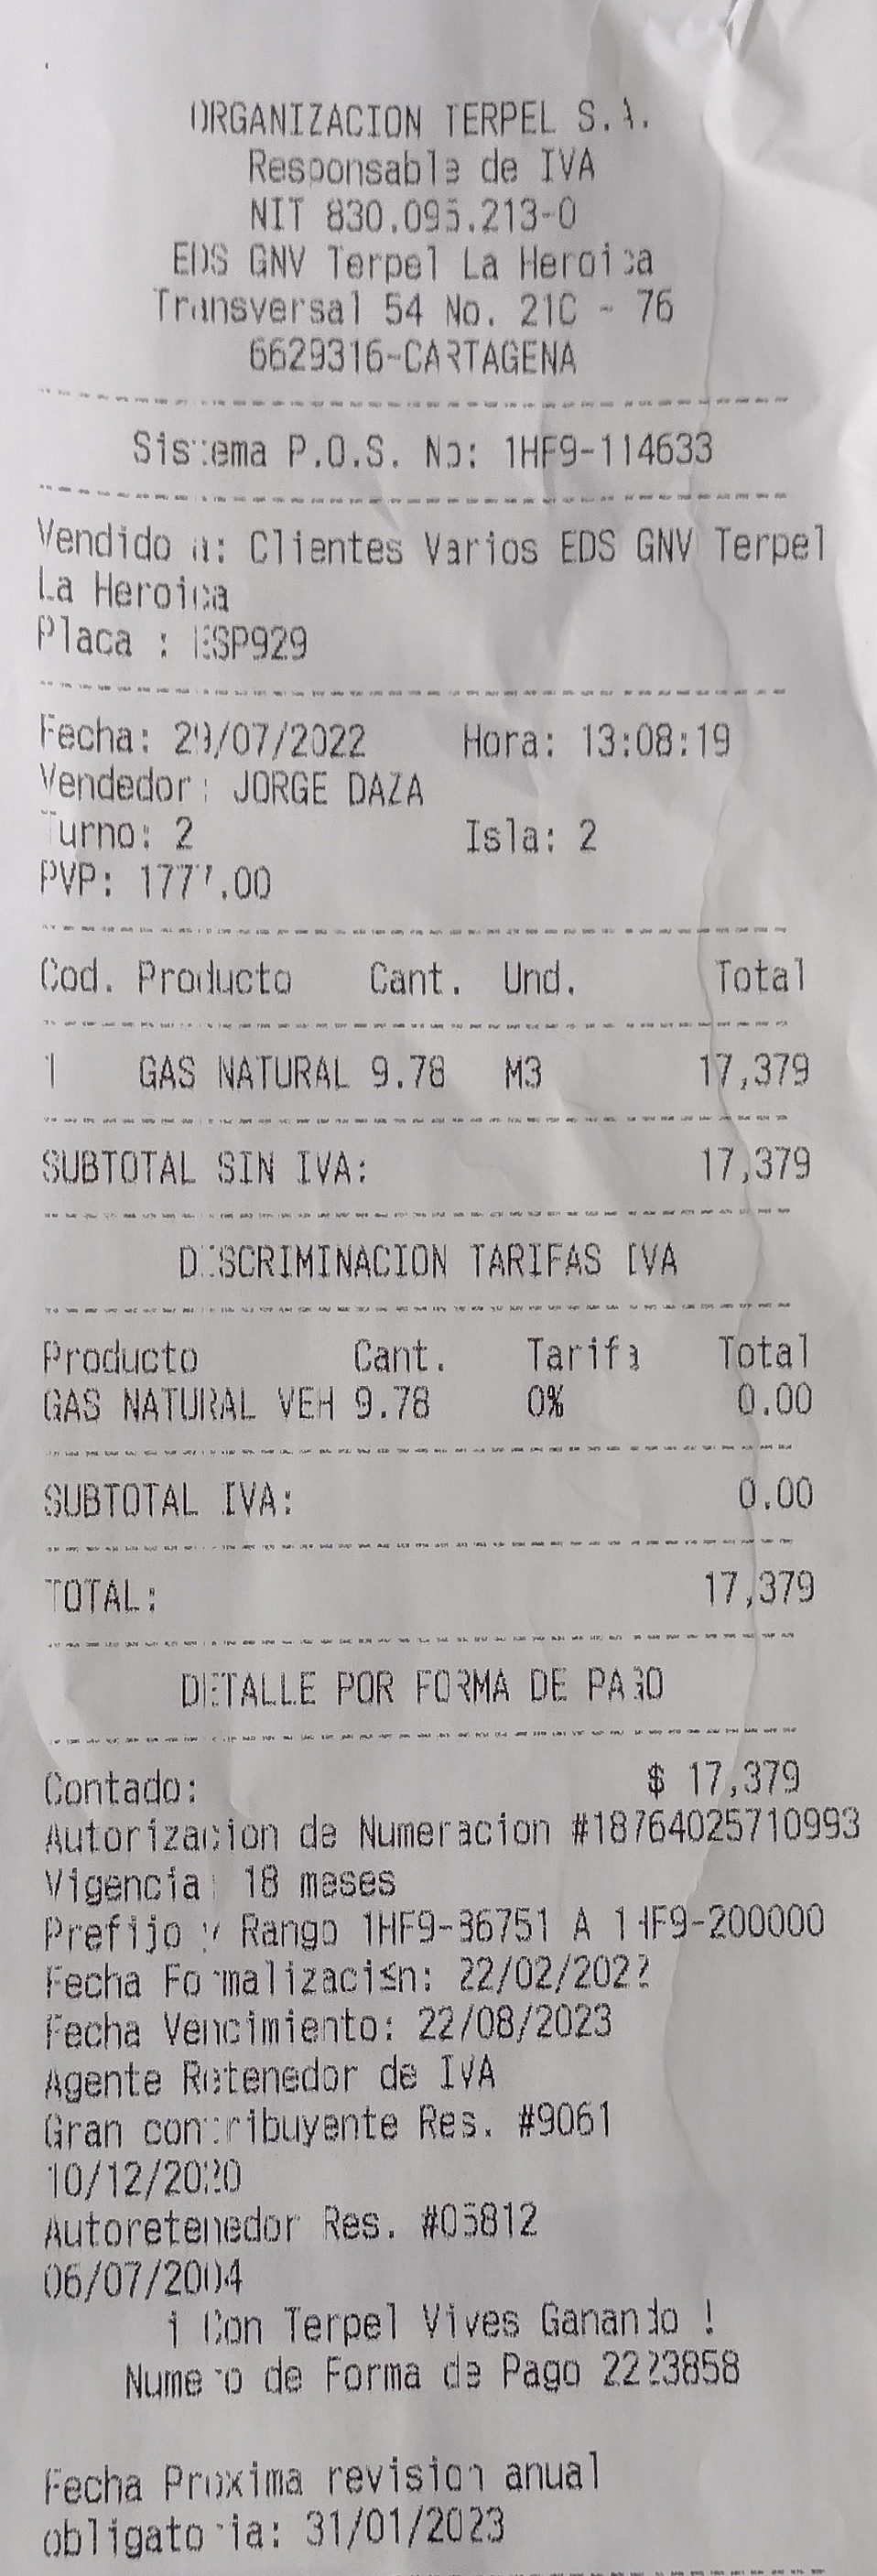 ORGANIZACION TERPEL S.A.
Responsable de IVA
NIT 830.095.213-0
EDS GNV Terpel La Heroica
Transversal 54 No. 21C - 76
6629316-CARTAGENA
Sistema P.O.S. No: 1HF9-114633
Vendido a: Clientes Varios EDS GNV Terpel
La Heroica
Placa : ESP929
Fecha: 29/07/2022 Hora: 13:08:19
Vendedor: JORGE DAZA
Turno: 2 Isla: 2
PVP: 1777.00
Cod. Producto Cant. Und. Total
1 GAS NATURAL 9.78 M3 17,379
SUBTOTAL SIN IVA: 17,379
DISCRIMINACION TARIFAS IVA
Producto Cant. Tarifa Total
GAS NATURAL VEH 9.78 0% 0.00
SUBTOTAL IVA: 0.00
TOTAL: 17,379
DETALLE POR FORMA DE PAGO
Contado: $ 17,379
Autorizacion de Numeracion #18764025710993
Vigencia: 18 meses
Prefijo y Rango 1HF9-86751 A 1HF9-200000
Fecha Formalizaci≤n: 22/02/2022
Fecha Vencimiento: 22/08/2023
Agente Retenedor de IVA
Gran contribuyente Res. #9061
10/12/2020
Autoretenedor Res. #05812
06/07/2004
¡ Con Terpel Vives Ganando !
Numero de Forma de Pago 2223858
Fecha Proxima revision anual
obligatoria: 31/01/2023